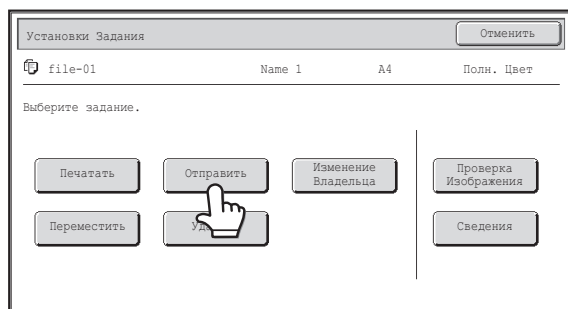 Установки Задания Отменить
file-01 Name 1 A4 Полн. Цвет
Выберите задание.
Печатать Отправить Изменение Владельца Проверка Изображения
Переместить Сведения